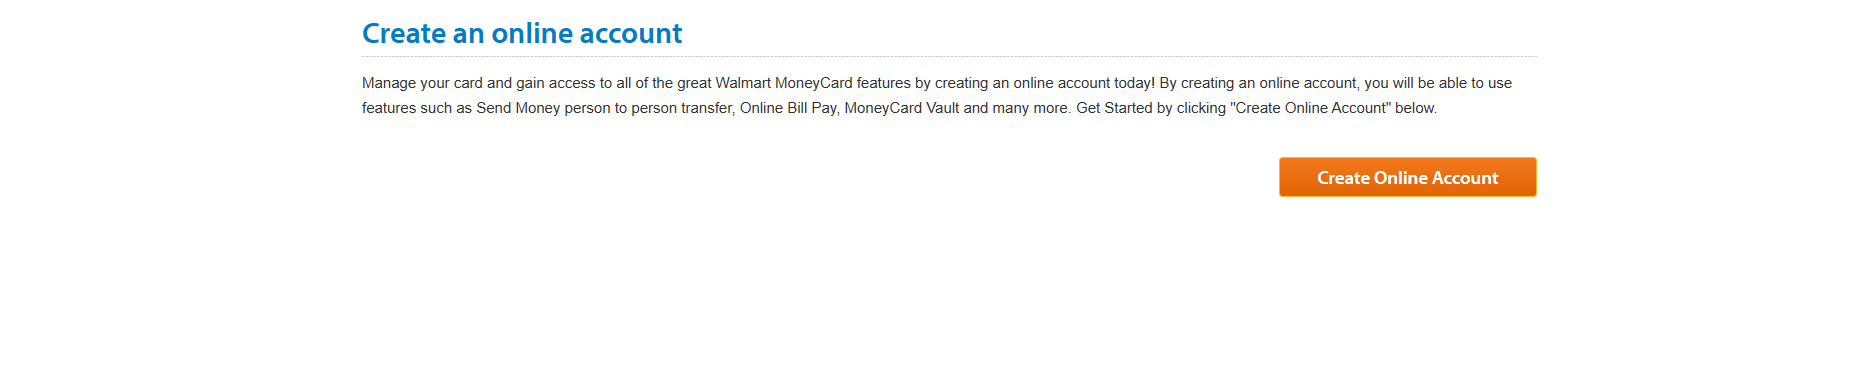 Create an online account
Manage your card and gain access to all of the great Walmart MoneyCard features by creating an online account today! By creating an online account, you will be able to use
features such as Send Money person to person transfer, Online Bill Pay, MoneyCard Vault and many more. Get Started by clicking "Create Online Account" below.
Create Online Account